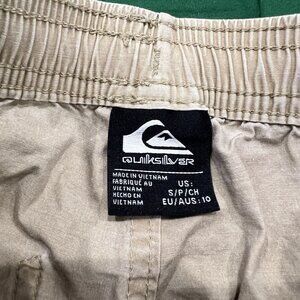 QUIKSILVER
MADE IN VIETNAM
FABRIQUÉ AU
VIETNAM
HECHO EN
VIETNAM
US:
S/P/CH
EU/AUS: 10